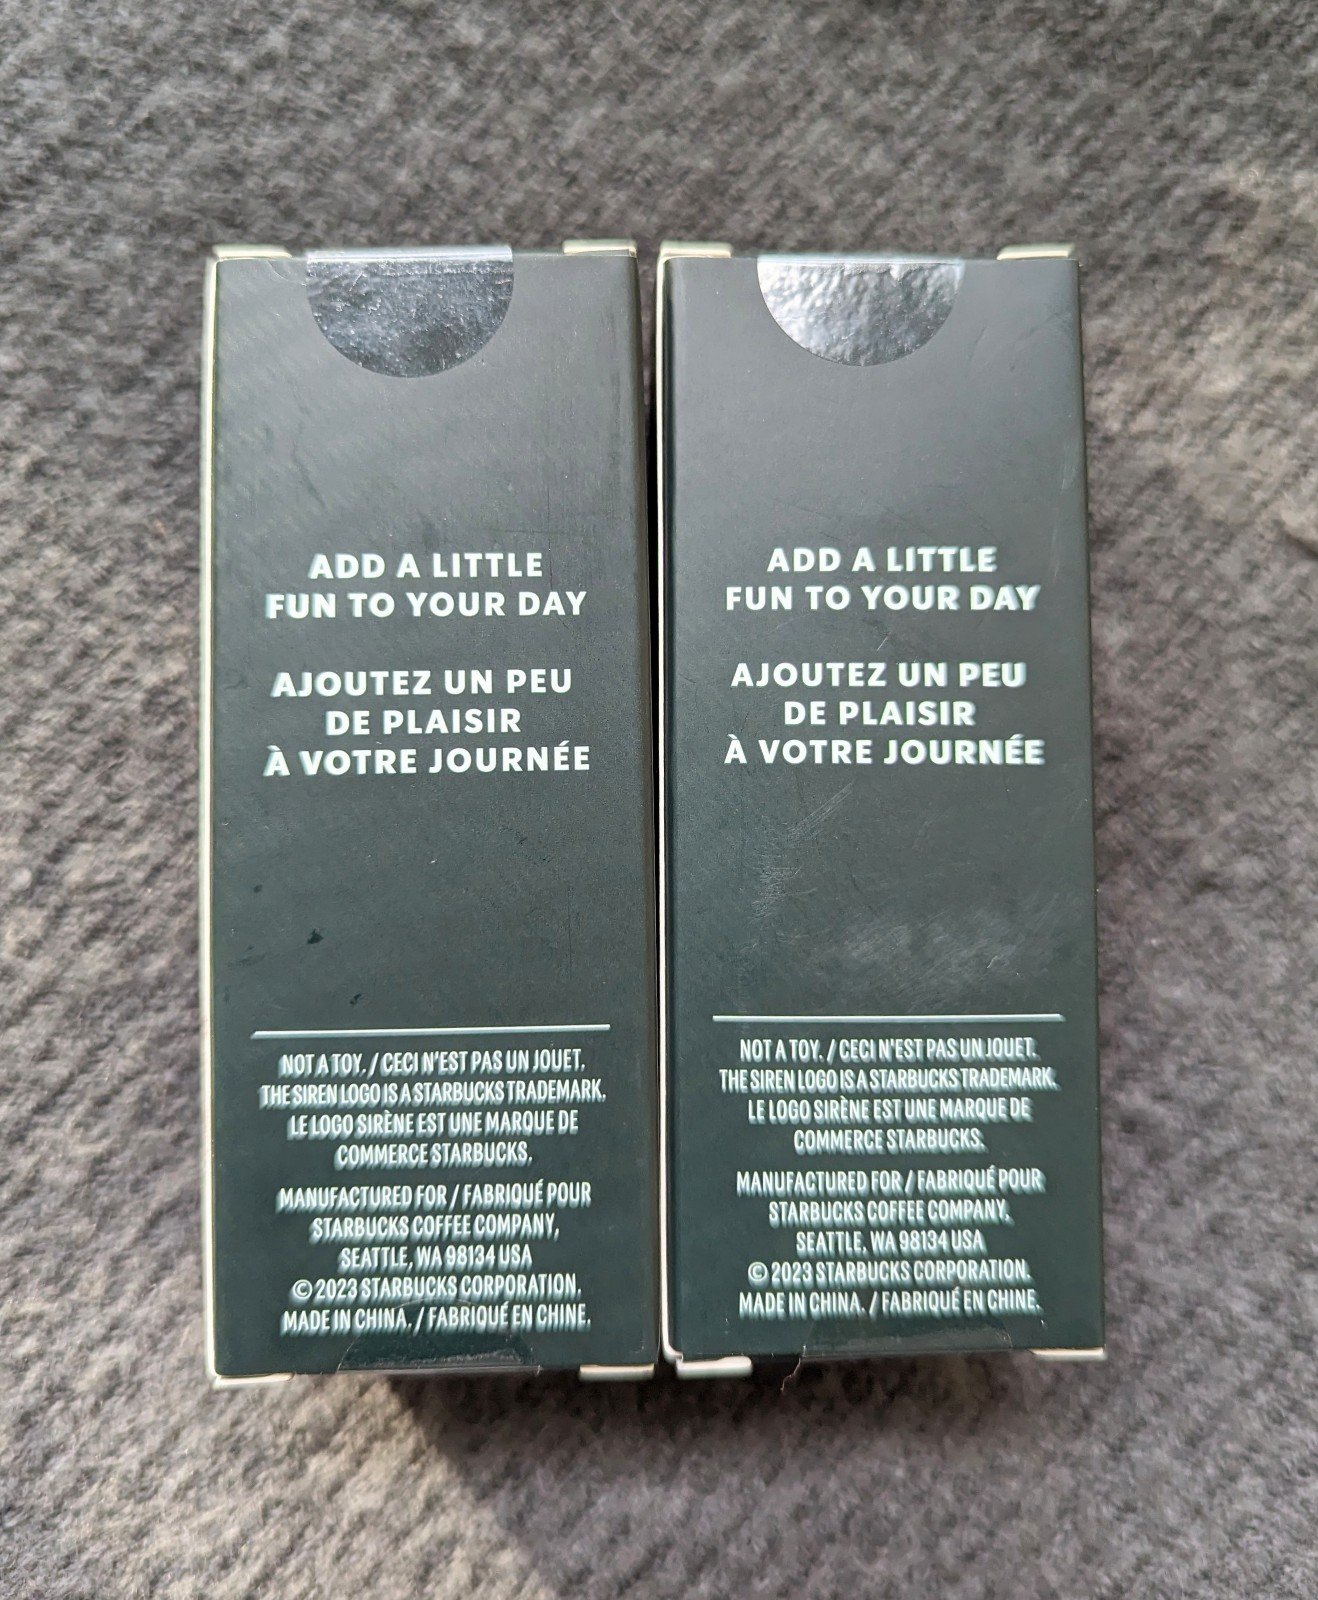 ADD A LITTLE
FUN TO YOUR DAY
AJOUTEZ UN PEU
DE PLAISIR
À VOTRE JOURNÉE
NOT A TOY. / CECI N'EST PAS UN JOUET.
THE SIREN LOGO IS A STARBUCKS TRADEMARK.
LE LOGO SIRÈNE EST UNE MARQUE DE
COMMERCE STARBUCKS.
MANUFACTURED FOR / FABRIQUÉ POUR
STARBUCKS COFFEE COMPANY,
SEATTLE, WA 98134 USA
© 2023 STARBUCKS CORPORATION.
MADE IN CHINA. / FABRIQUÉ EN CHINE.
ADD A LITTLE
FUN TO YOUR DAY
AJOUTEZ UN PEU
DE PLAISIR
À VOTRE JOURNÉE
NOT A TOY. / CECI N'EST PAS UN JOUET.
THE SIREN LOGO IS A STARBUCKS TRADEMARK.
LE LOGO SIRÈNE EST UNE MARQUE DE
COMMERCE STARBUCKS.
MANUFACTURED FOR / FABRIQUÉ POUR
STARBUCKS COFFEE COMPANY,
SEATTLE, WA 98134 USA
© 2023 STARBUCKS CORPORATION.
MADE IN CHINA. / FABRIQUÉ EN CHINE.